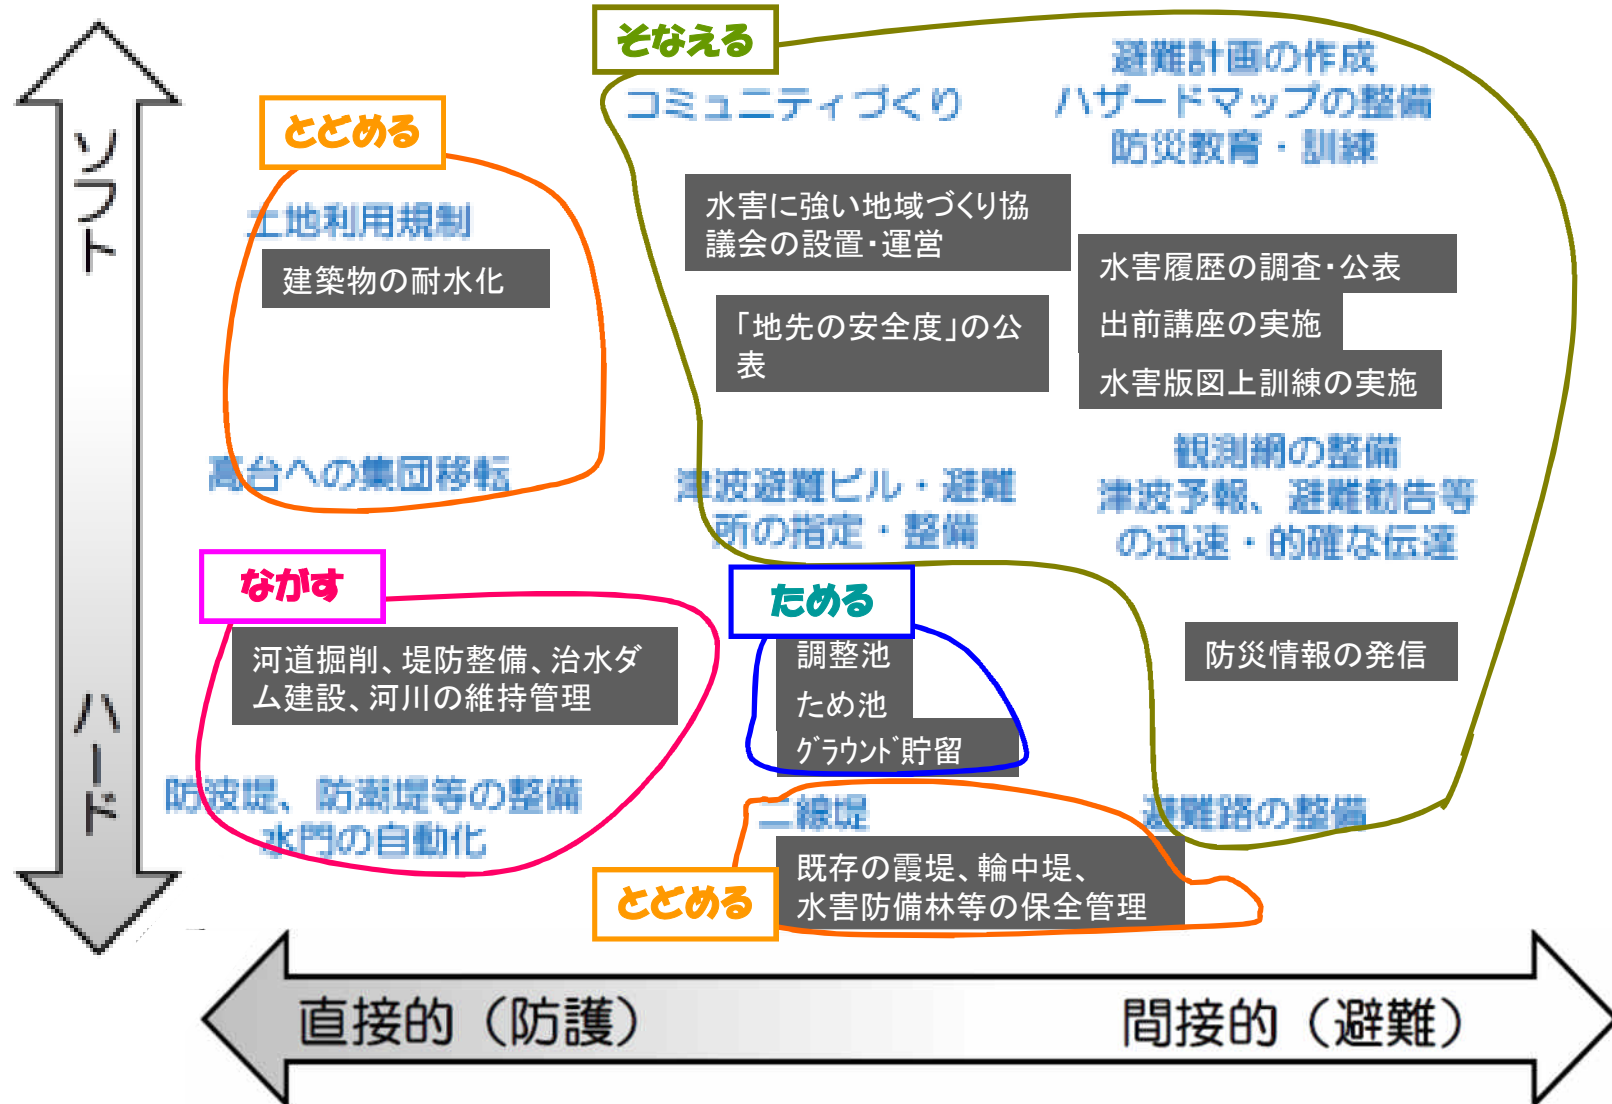 そなえる
避難計画の作成
コミュニティづくり
ハザードマップの整備
防災教育・訓練
とどめる
ソフト
土地利用規制
建築物の耐水化
水害に強い地域づくり協
議会の設置・運営
水害履歴の調査・公表
「地先の安全度」の公
表
出前講座の実施
水害版図上訓練の実施
高台への集団移転
津波避難ビル・避難
所の指定・整備
観測網の整備
津波予報、避難勧告等
の迅速・的確な伝達
ながす
ためる
河道掘削、堤防整備、治水ダ
ム建設、河川の維持管理
調整池
ため池
グラウンド貯留
防災情報の発信
ハード
防波堤、防潮堤等の整備
水門の自動化
二線堤
避難路の整備
既存の霞堤、輪中堤、
水害防備林等の保全管理
とどめる
直接的（防護）
間接的（避難）